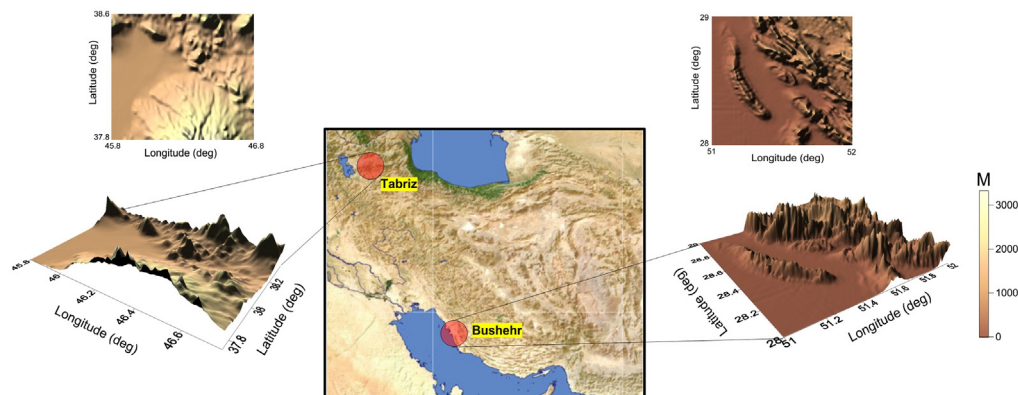 38.6
Latitude (deg)
37.8
45.8
46.8
Longitude (deg)
29
Latitude (deg)
28
51
52
Longitude (deg)
Tabriz
Bushehr
45.8
46
46.2
46.4
46.6
Longitude (deg)
37.8
38
38.2
Latitude (deg)
28.8
28.6
28.4
28.2
28
Latitude (deg)
51
51.2
51.4
51.6
51.8
52
Longitude (deg)
M
3000
2000
1000
0